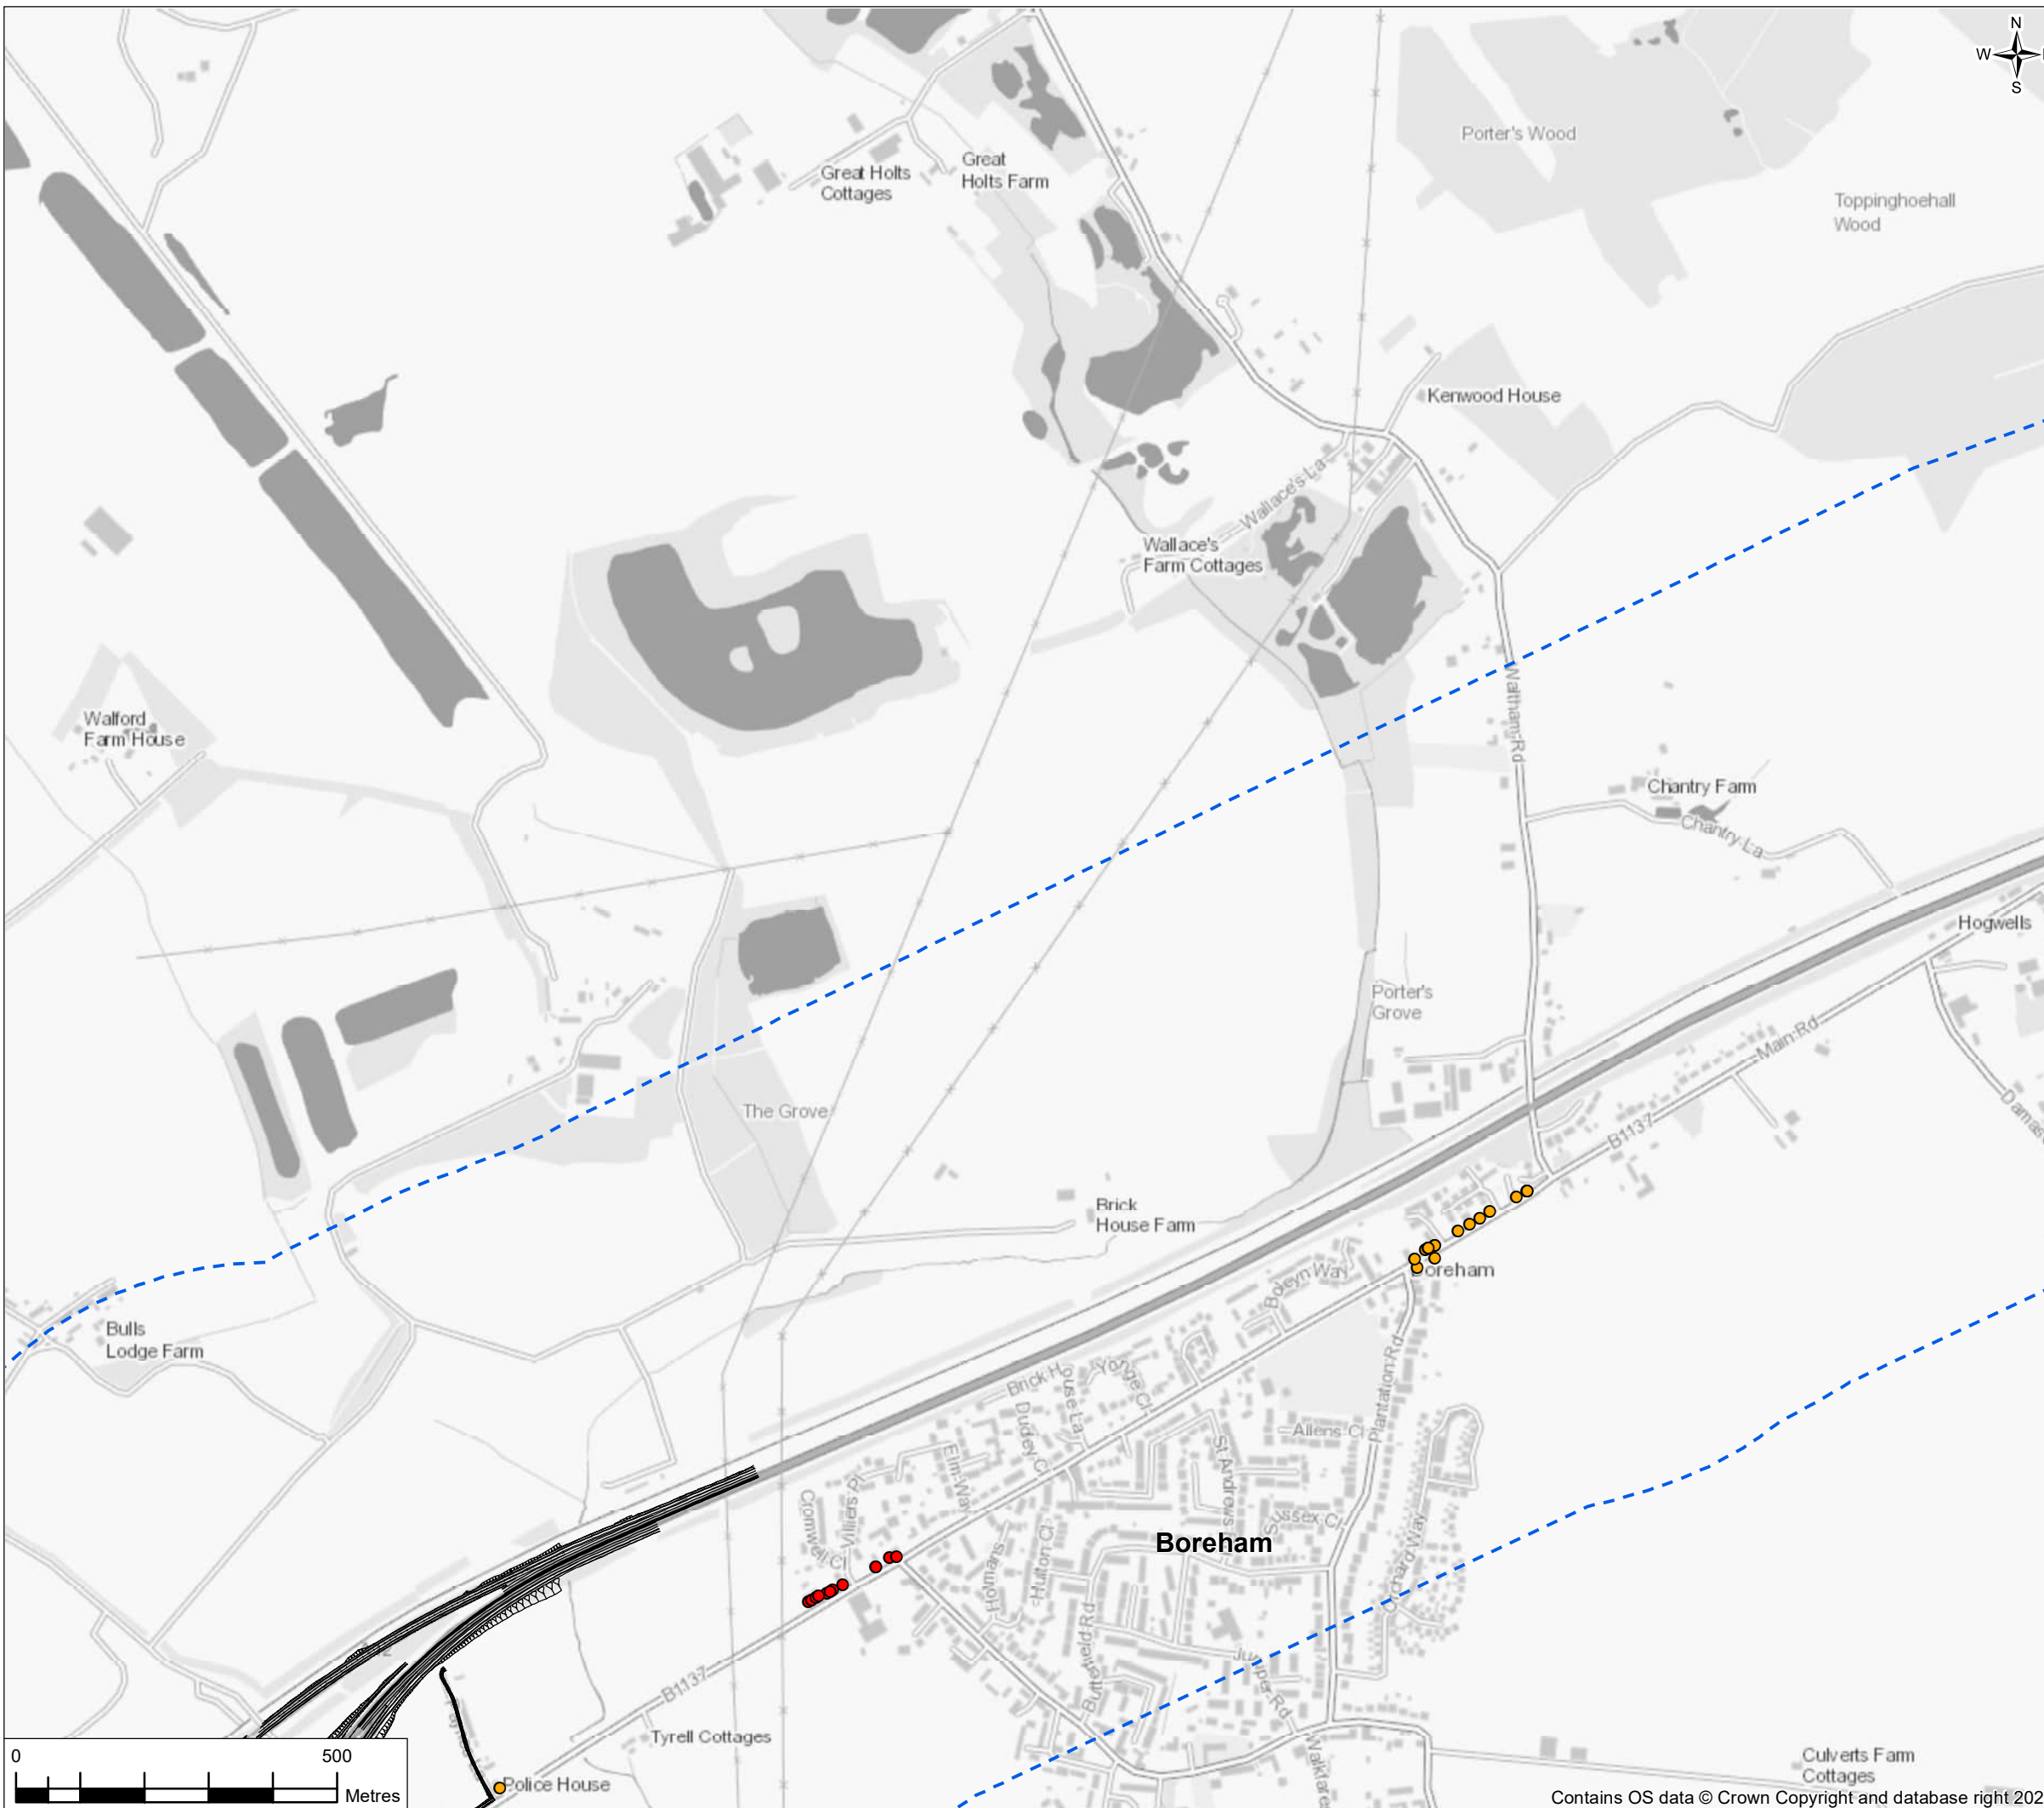 N
W
S
Porter's Wood
Great
Holts Farm
Great Holts
Cottages
Toppinghoehall
Wood
Kenwood House
Wallace's La
Wallace's
Farm Cottages
Waltham Rd
Walford
Farm House
Chantry Farm
Chantry La
Hogwells
Porter's
Grove
Main Rd
The Grove
B1137
Brick
House Farm
Boreham
Boleyn Way
Bulls
Lodge Farm
Plantation Rd
Brick House La
Yonge Cl
Dudey Cl
Allens Cl
St Andrews
Elm Way
Villiers Pl
Cromwell Cl
Sussex Cl
Boreham
Orchard Way
Holmans
Hulton Cl
Butterfield Rd
Juniper Rd
B1137
Tyrell Cottages
Police House
Culverts Farm
Cottages
0
500
Metres
Contains OS data © Crown Copyright and database right 202